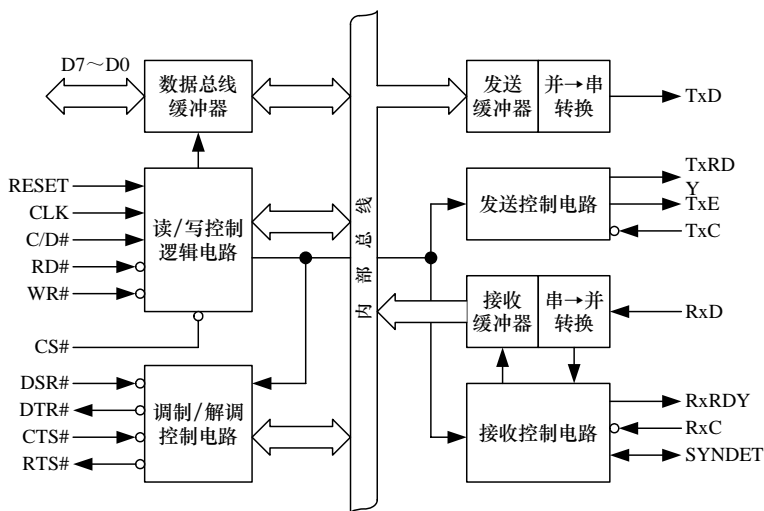 D7～D0
数据总线
缓冲器
RESET
CLK
C/D#
RD#
WR#
CS#
读/写控制
逻辑电路
DSR#
DTR#
CTS#
RTS#
调制/解调
控制电路
内部总线
发送
缓冲器
并→串
转换
TxD
发送控制电路
TxRD
Y
TxE
TxC
接收
缓冲器
串→并
转换
RxD
接收控制电路
RxRDY
RxC
SYNDET